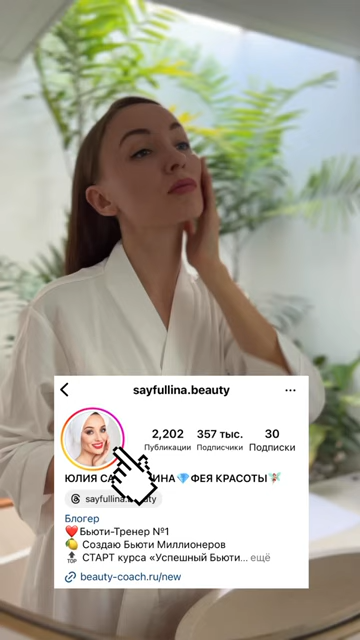 sayfullina.beauty
2,202 357 тыс. 30
Публикации Подписчики Подписки
ЮЛИЯ ФЕЯ КРАСОТЫ
Блогер
Бьюти-Тренер №1
Создаю Бьюти Миллионеров
СТАРТ курса «Успешный Бьюти... ещё
beauty-coach.ru/new